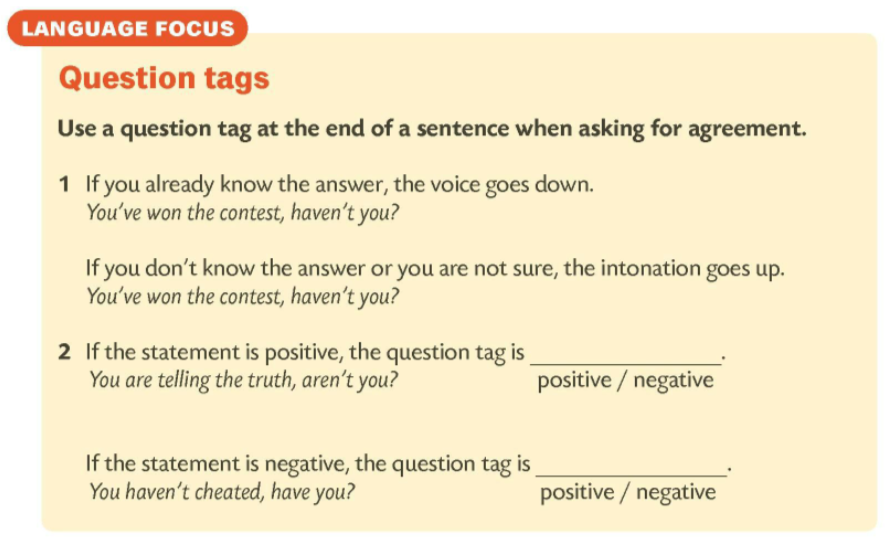 LANGUAGE FOCUS
Question tags
Use a question tag at the end of a sentence when asking for agreement.
1 If you already know the answer, the voice goes down.
You’ve won the contest, haven’t you?
If you don’t know the answer or you are not sure, the intonation goes up.
You’ve won the contest, haven’t you?
2 If the statement is positive, the question tag is ________________.
You are telling the truth, aren’t you? positive / negative
If the statement is negative, the question tag is ________________.
You haven’t cheated, have you? positive / negative